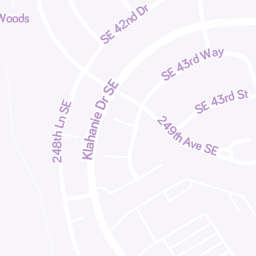 Woods
SE 42nd Dr
SE 43rd Way
SE 43rd St
248th Ln SE
Klahanie Dr SE
249th Ave SE